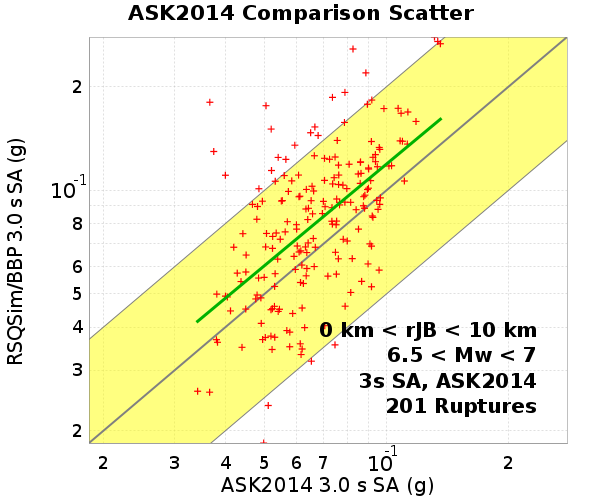 ASK2014 Comparison Scatter
RSQSim/BBP 3.0 s SA (g)
2
10-1
8
6
5
4
3
2
0 km < rJB < 10 km
6.5 < Mw < 7
3s SA, ASK2014
201 Ruptures
2 3 4 5 6 7 10-1 2
ASK2014 3.0 s SA (g)